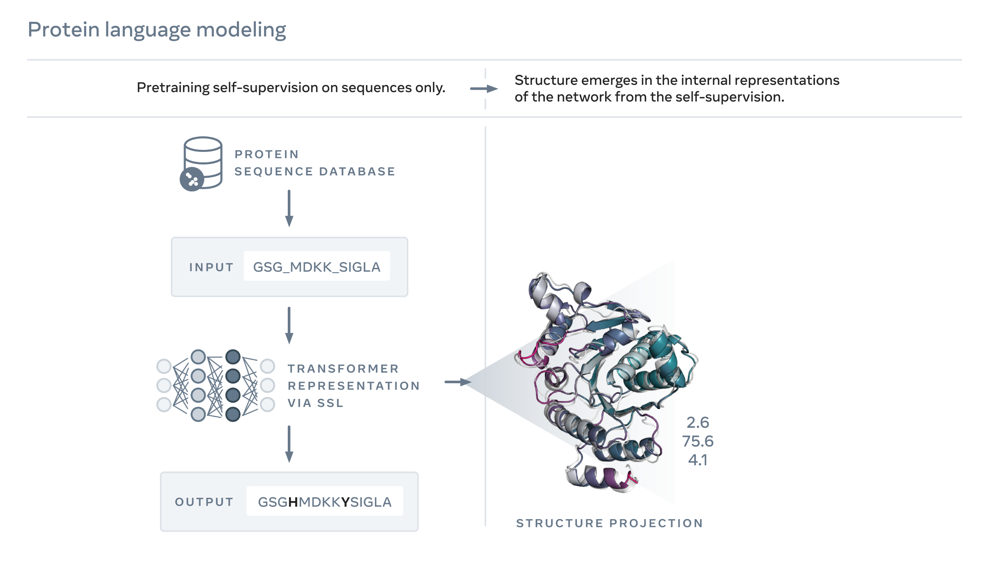 Protein language modeling
Pretraining self-supervision on sequences only.
Structure emerges in the internal representations
of the network from the self-supervision.
PROTEIN
SEQUENCE DATABASE
INPUT GSG_MDKK_SIGLA
TRANSFORMER
REPRESENTATION
VIA SSL
OUTPUT GSGHMDKKYSIGLA
2.6
75.6
4.1
STRUCTURE PROJECTION